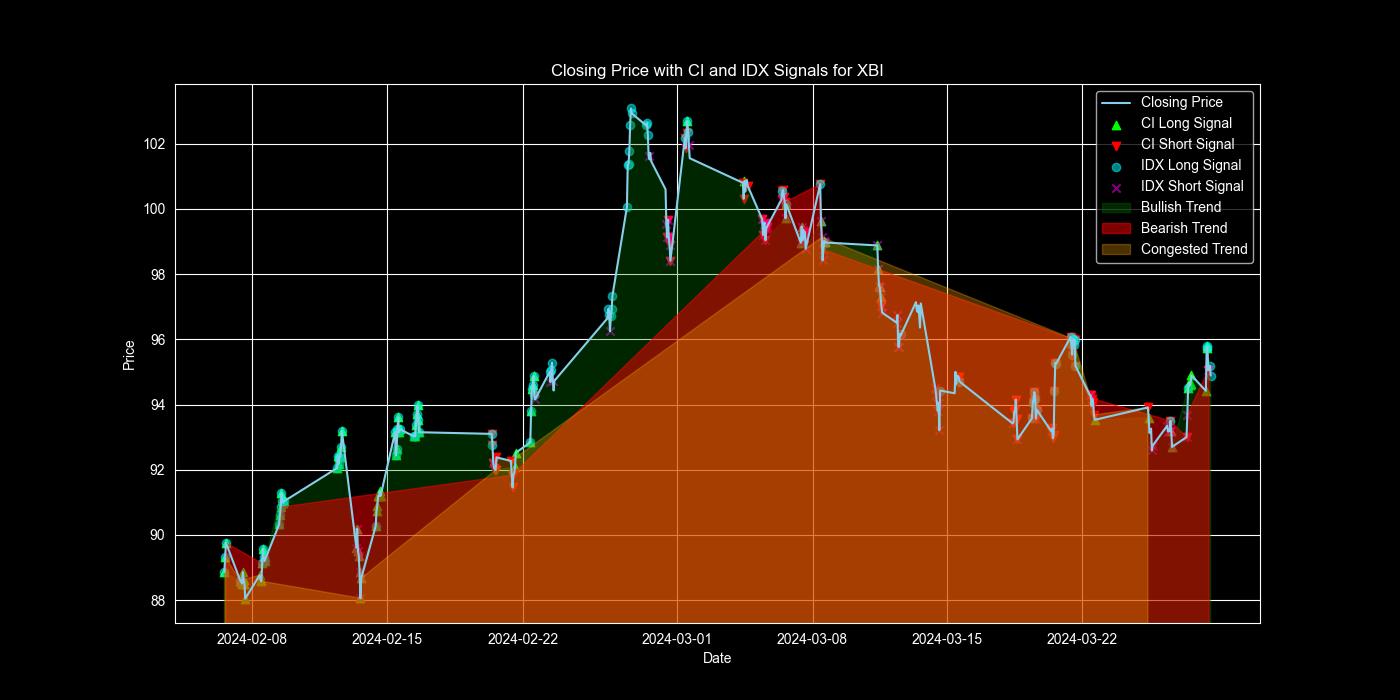 Closing Price with CI and IDX Signals for XBI
Closing Price
CI Long Signal
CI Short Signal
IDX Long Signal
IDX Short Signal
Bullish Trend
Bearish Trend
Congested Trend
Price
102
100
98
96
94
92
90
88
2024-02-08 2024-02-15 2024-02-22 2024-03-01 2024-03-08 2024-03-15 2024-03-22
Date